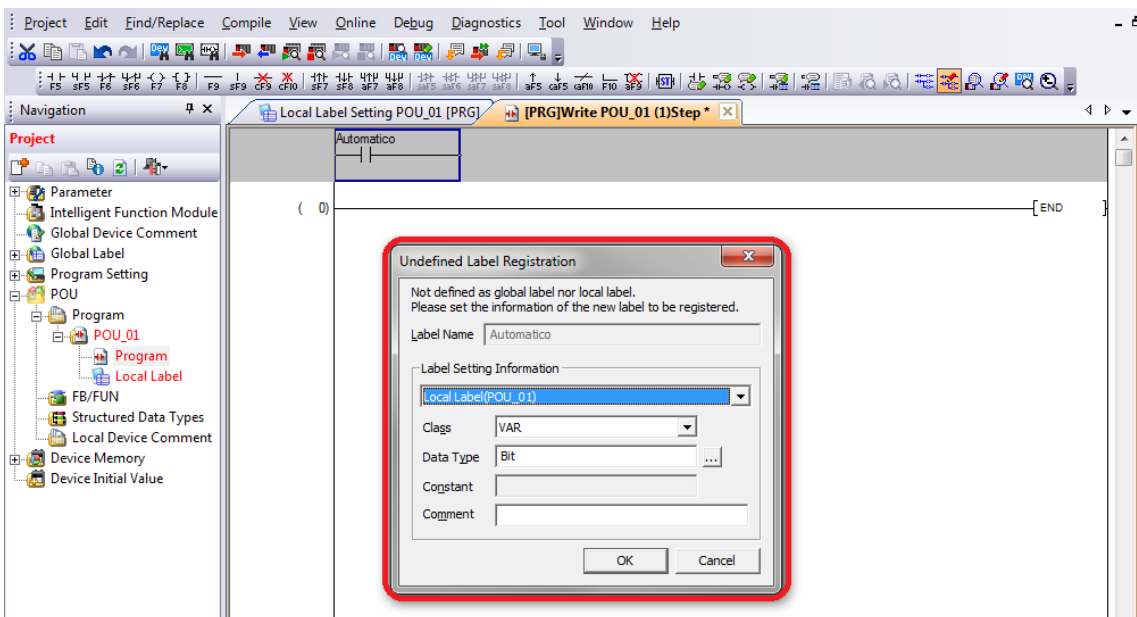 Project Edit Find/Replace Compile View Online Debug Diagnostics Tool Window Help
F5 sF5 F6 sF6 F7 F8 F9 sF9 cF9 cF10 sF7 sF8 aF7 aF8 saF5 saF6 saF7 saF8 aF5 caF5 caF10 F10 aF9
Navigation
Local Label Setting POU_01 [PRG]
[PRG]Write POU_01 (1)Step *
Project
Parameter
Intelligent Function Module
Global Device Comment
Global Label
Program Setting
POU
Program
POU_01
Program
Local Label
FB/FUN
Structured Data Types
Local Device Comment
Device Memory
Device Initial Value
Automatico
( 0)
END
Undefined Label Registration
Not defined as global label nor local label.
Please set the information of the new label to be registered.
Label Name Automatico
Label Setting Information
Local Label(POU_01)
Class VAR
Data Type Bit ...
Constant
Comment
OK Cancel